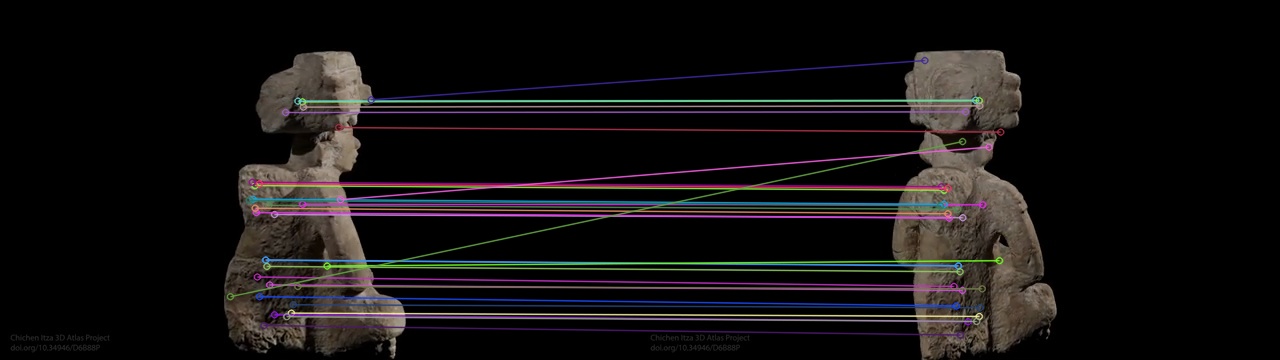 Chichen Itza 3D Atlas Project
doi.org/10.34946/D6B88P
Chichen Itza 3D Atlas Project
doi.org/10.34946/D6B88P